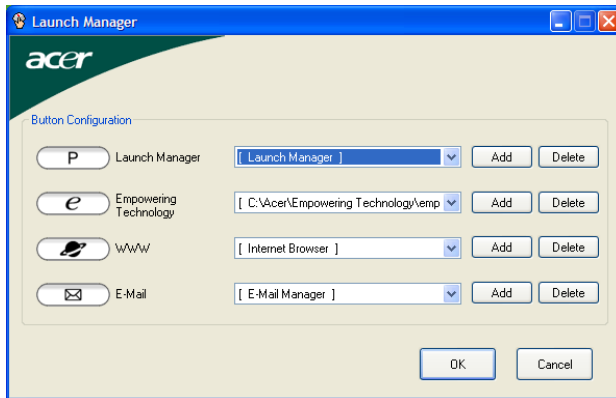 Launch Manager
acer
Button Configuration
P Launch Manager [ Launch Manager ] Add Delete
e Empowering
Technology [ C:\Acer\Empowering Technology\emp Add Delete
WWW [ Internet Browser ] Add Delete
E-Mail [ E-Mail Manager ] Add Delete
OK Cancel